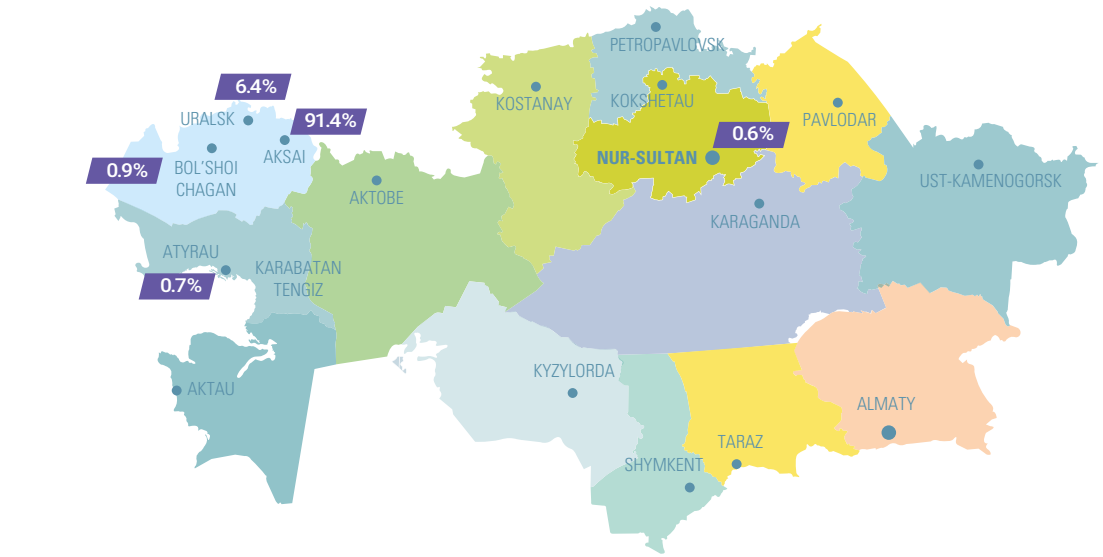 PETROPAVLOVSK
6.4%
KOSTANAY
KOKSHETAU
URALSK
91.4%
PAVLODAR
0.6%
AKSAI
NUR-SULTAN
0.9%
BOL'SHOI
CHAGAN
UST-KAMENOGORSK
AKTOBE
KARAGANDA
ATYRAU
KARABATAN
TENGIZ
0.7%
KYZYLORDA
AKTAU
ALMATY
TARAZ
SHYMKENT